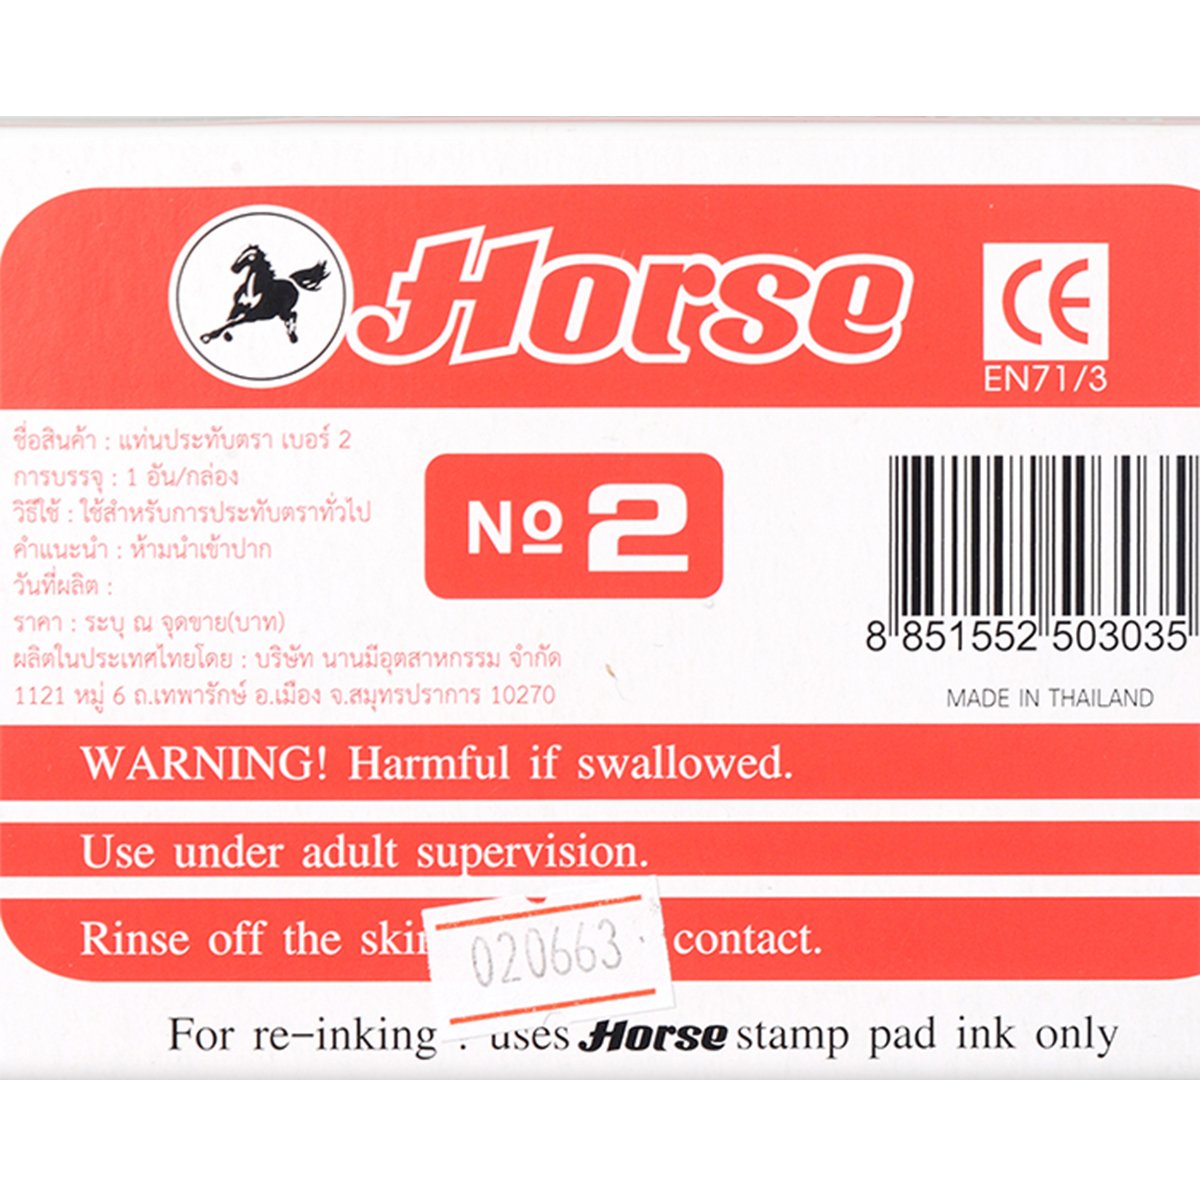 Horse
CE
EN71/3
ชื่อสินค้า : แท่นประทับตรา เบอร์ 2
การบรรจุ : 1 อัน/กล่อง
วิธีใช้ : ใช้สำหรับการประทับตราทั่วไป
คำแนะนำ : ห้ามนำเข้าปาก
วันที่ผลิต :
ราคา : ระบุ ณ จุดขาย(บาท)
ผลิตในประเทศไทยโดย : บริษัท นานมีอุตสาหกรรม จำกัด
1121 หมู่ 6 ถ.เทพารักษ์ อ.เมือง จ.สมุทรปราการ 10270
№ 2
8 851552 503035
MADE IN THAILAND
WARNING! Harmful if swallowed.
Use under adult supervision.
Rinse off the contact.
020663
For re-inking : uses Horse stamp pad ink only